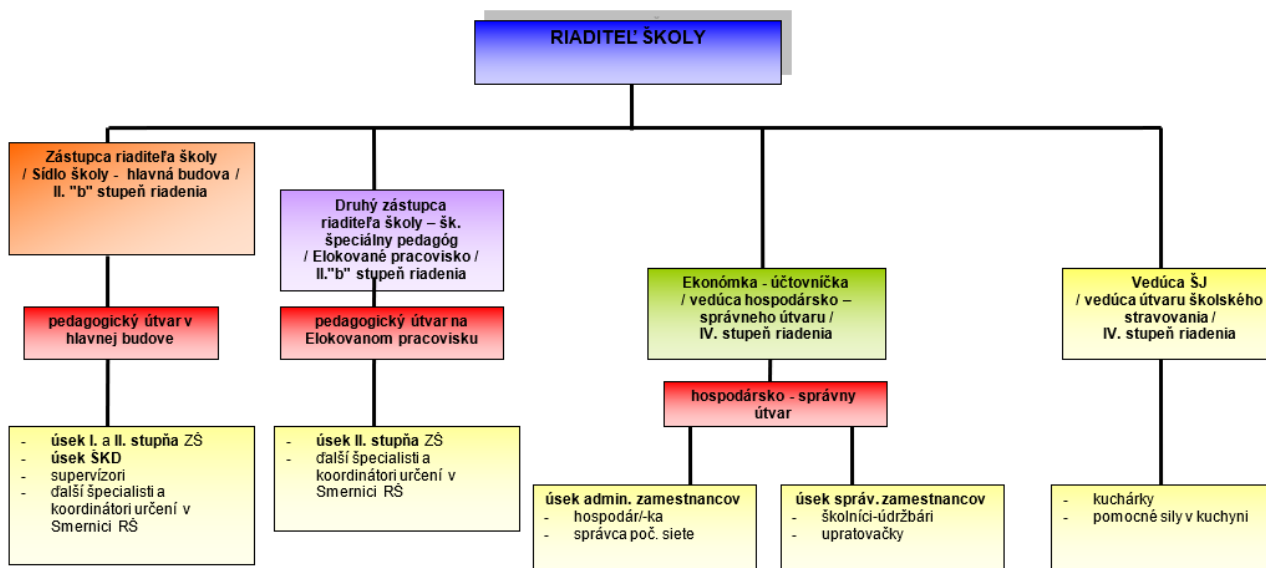 RIADITEĽ ŠKOLY
Zástupca riaditeľa školy
/ Sídlo školy - hlavná budova /
II. "b" stupeň riadenia
Druhý zástupca
riaditeľa školy – šk.
špeciálny pedagóg
/ Elokované pracovisko /
II."b" stupeň riadenia
Ekonómka - účtovníčka
/ vedúca hospodársko –
správneho útvaru /
IV. stupeň riadenia
Vedúca ŠJ
/ vedúca útvaru školského
stravovania /
IV. stupeň riadenia
pedagogický útvar v
hlavnej budove
pedagogický útvar na
Elokovanom pracovisku
hospodársko - správny
útvar
- úsek I. a II. stupňa ZŠ
- úsek ŠKD
- supervízori
- ďalší špecialisti a
koordinátori určení v
Smernici RŠ
- úsek II. stupňa ZŠ
- ďalší špecialisti a
koordinátori určení v
Smernici RŠ
úsek admin. zamestnancov
- hospodár/-ka
- správca poč. siete
úsek správ. zamestnancov
- školníci-údržbári
- upratovačky
- kuchárky
- pomocné sily v kuchyni